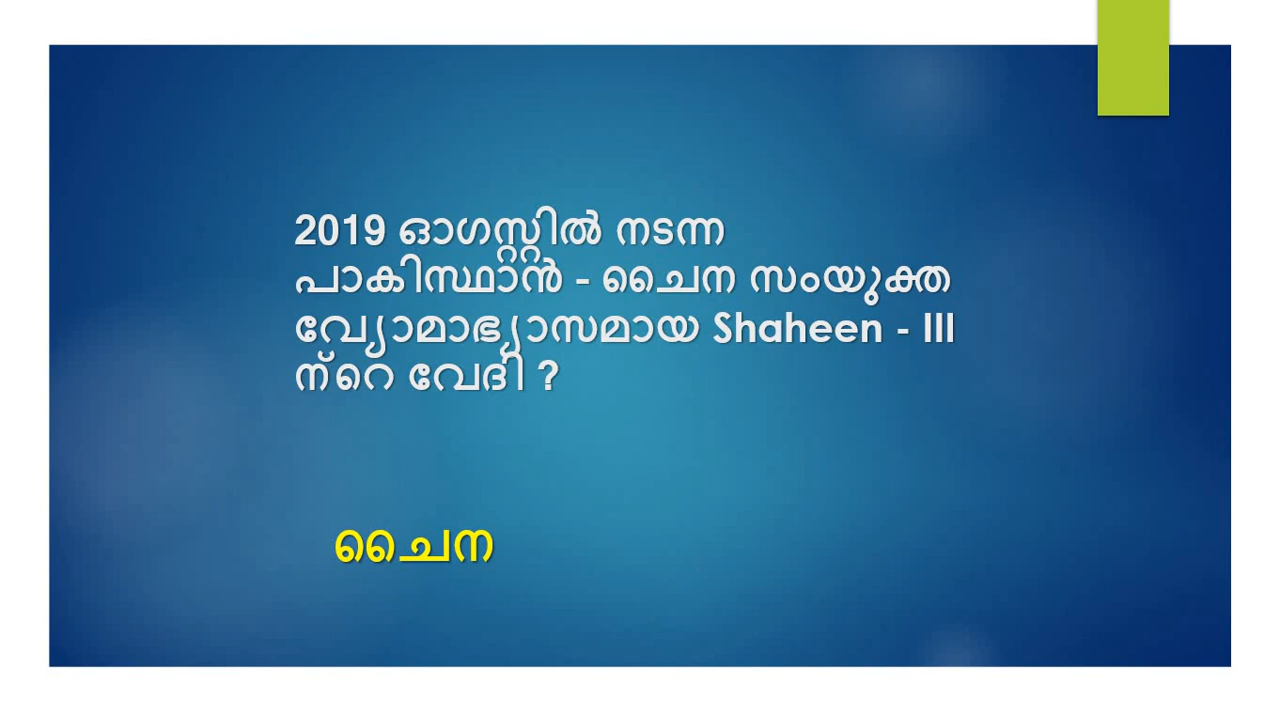 2019 ഓഗസ്റ്റിൽ നടന്ന
പാകിസ്ഥാൻ - ചൈന സംയുക്ത
വ്യോമാഭ്യാസമായ Shaheen - III
ന്റെ വേദി ?
ചൈന